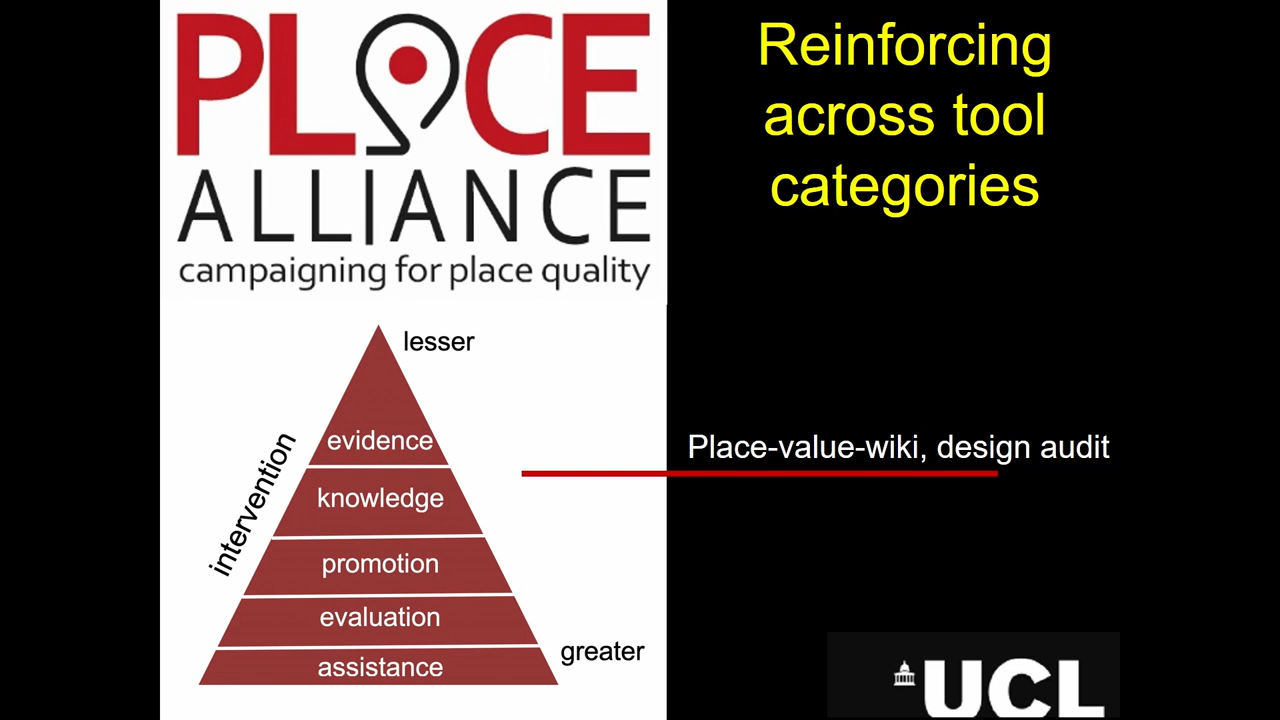 PLACE
ALLIANCE
campaigning for place quality
Reinforcing
across tool
categories
lesser
intervention
evidence
knowledge
promotion
evaluation
assistance
greater
Place-value-wiki, design audit
UCL